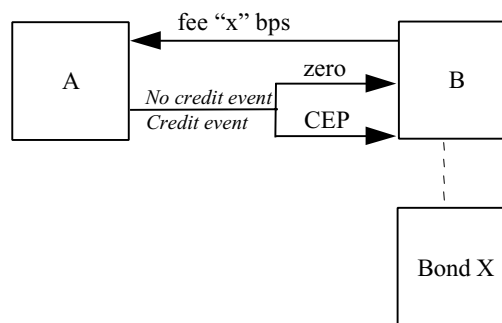 fee “x” bps
A
No credit event
Credit event
zero
CEP
B
Bond X